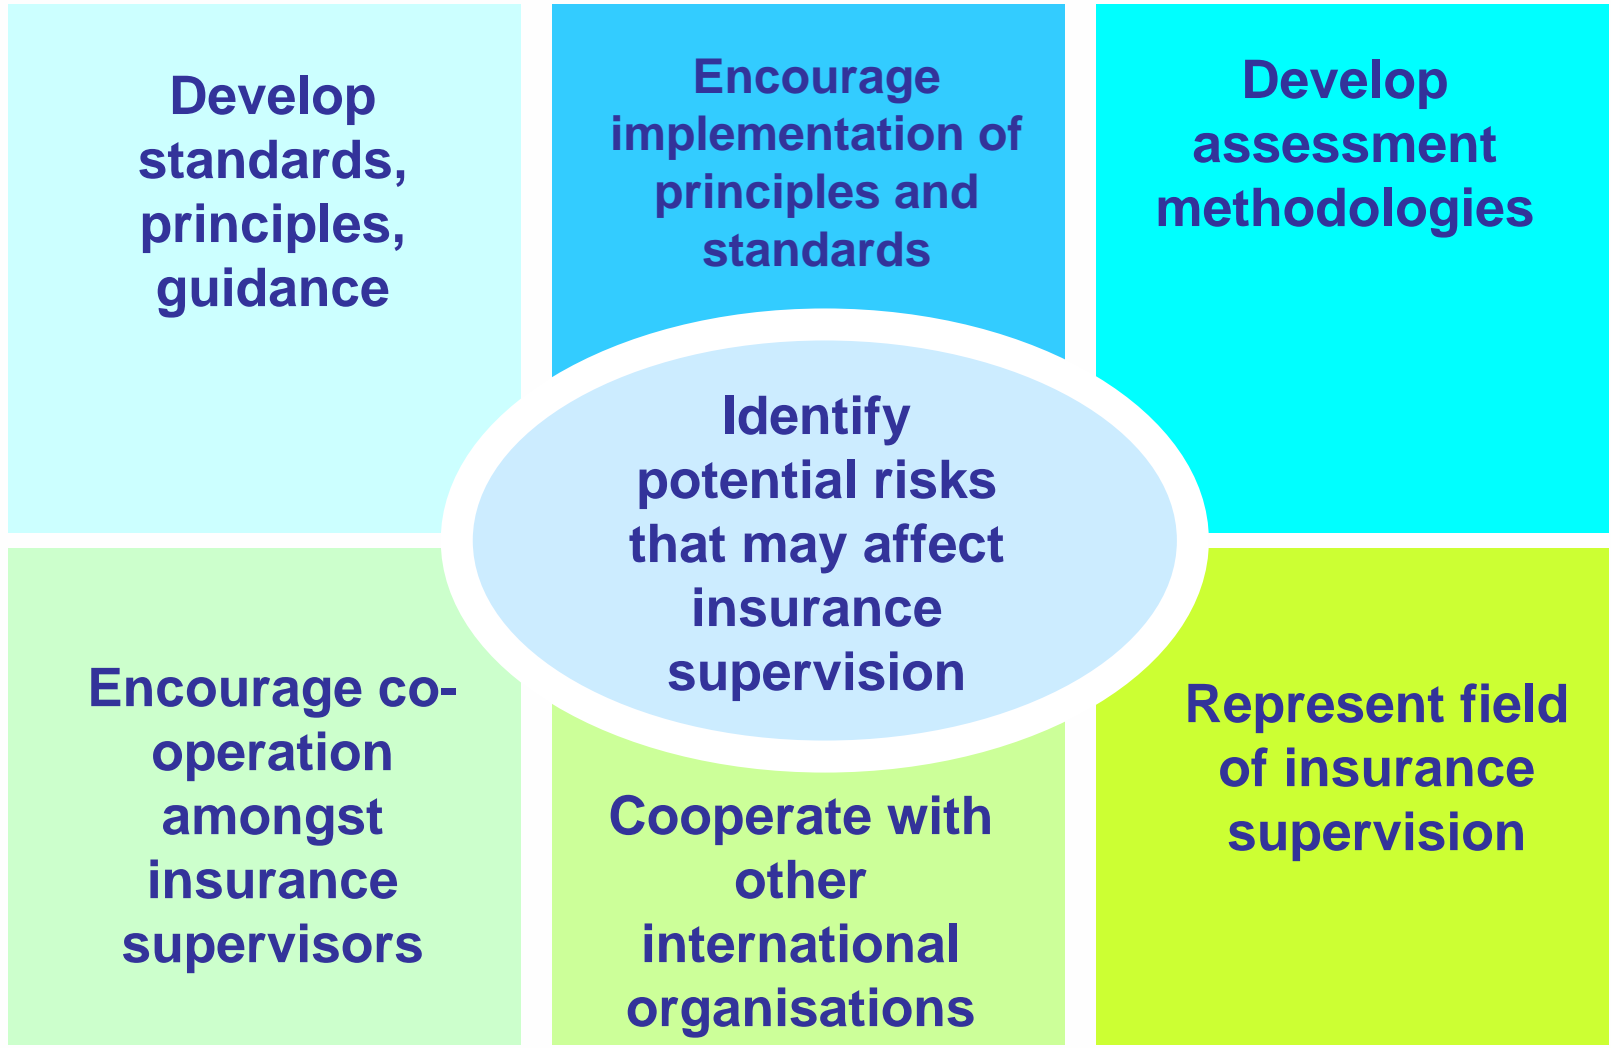 Develop
standards,
principles,
guidance
Encourage
implementation of
principles and
standards
Develop
assessment
methodologies
Identify
potential risks
that may affect
insurance
supervision
Encourage co-
operation
amongst
insurance
supervisors
Cooperate with
other
international
organisations
Represent field
of insurance
supervision